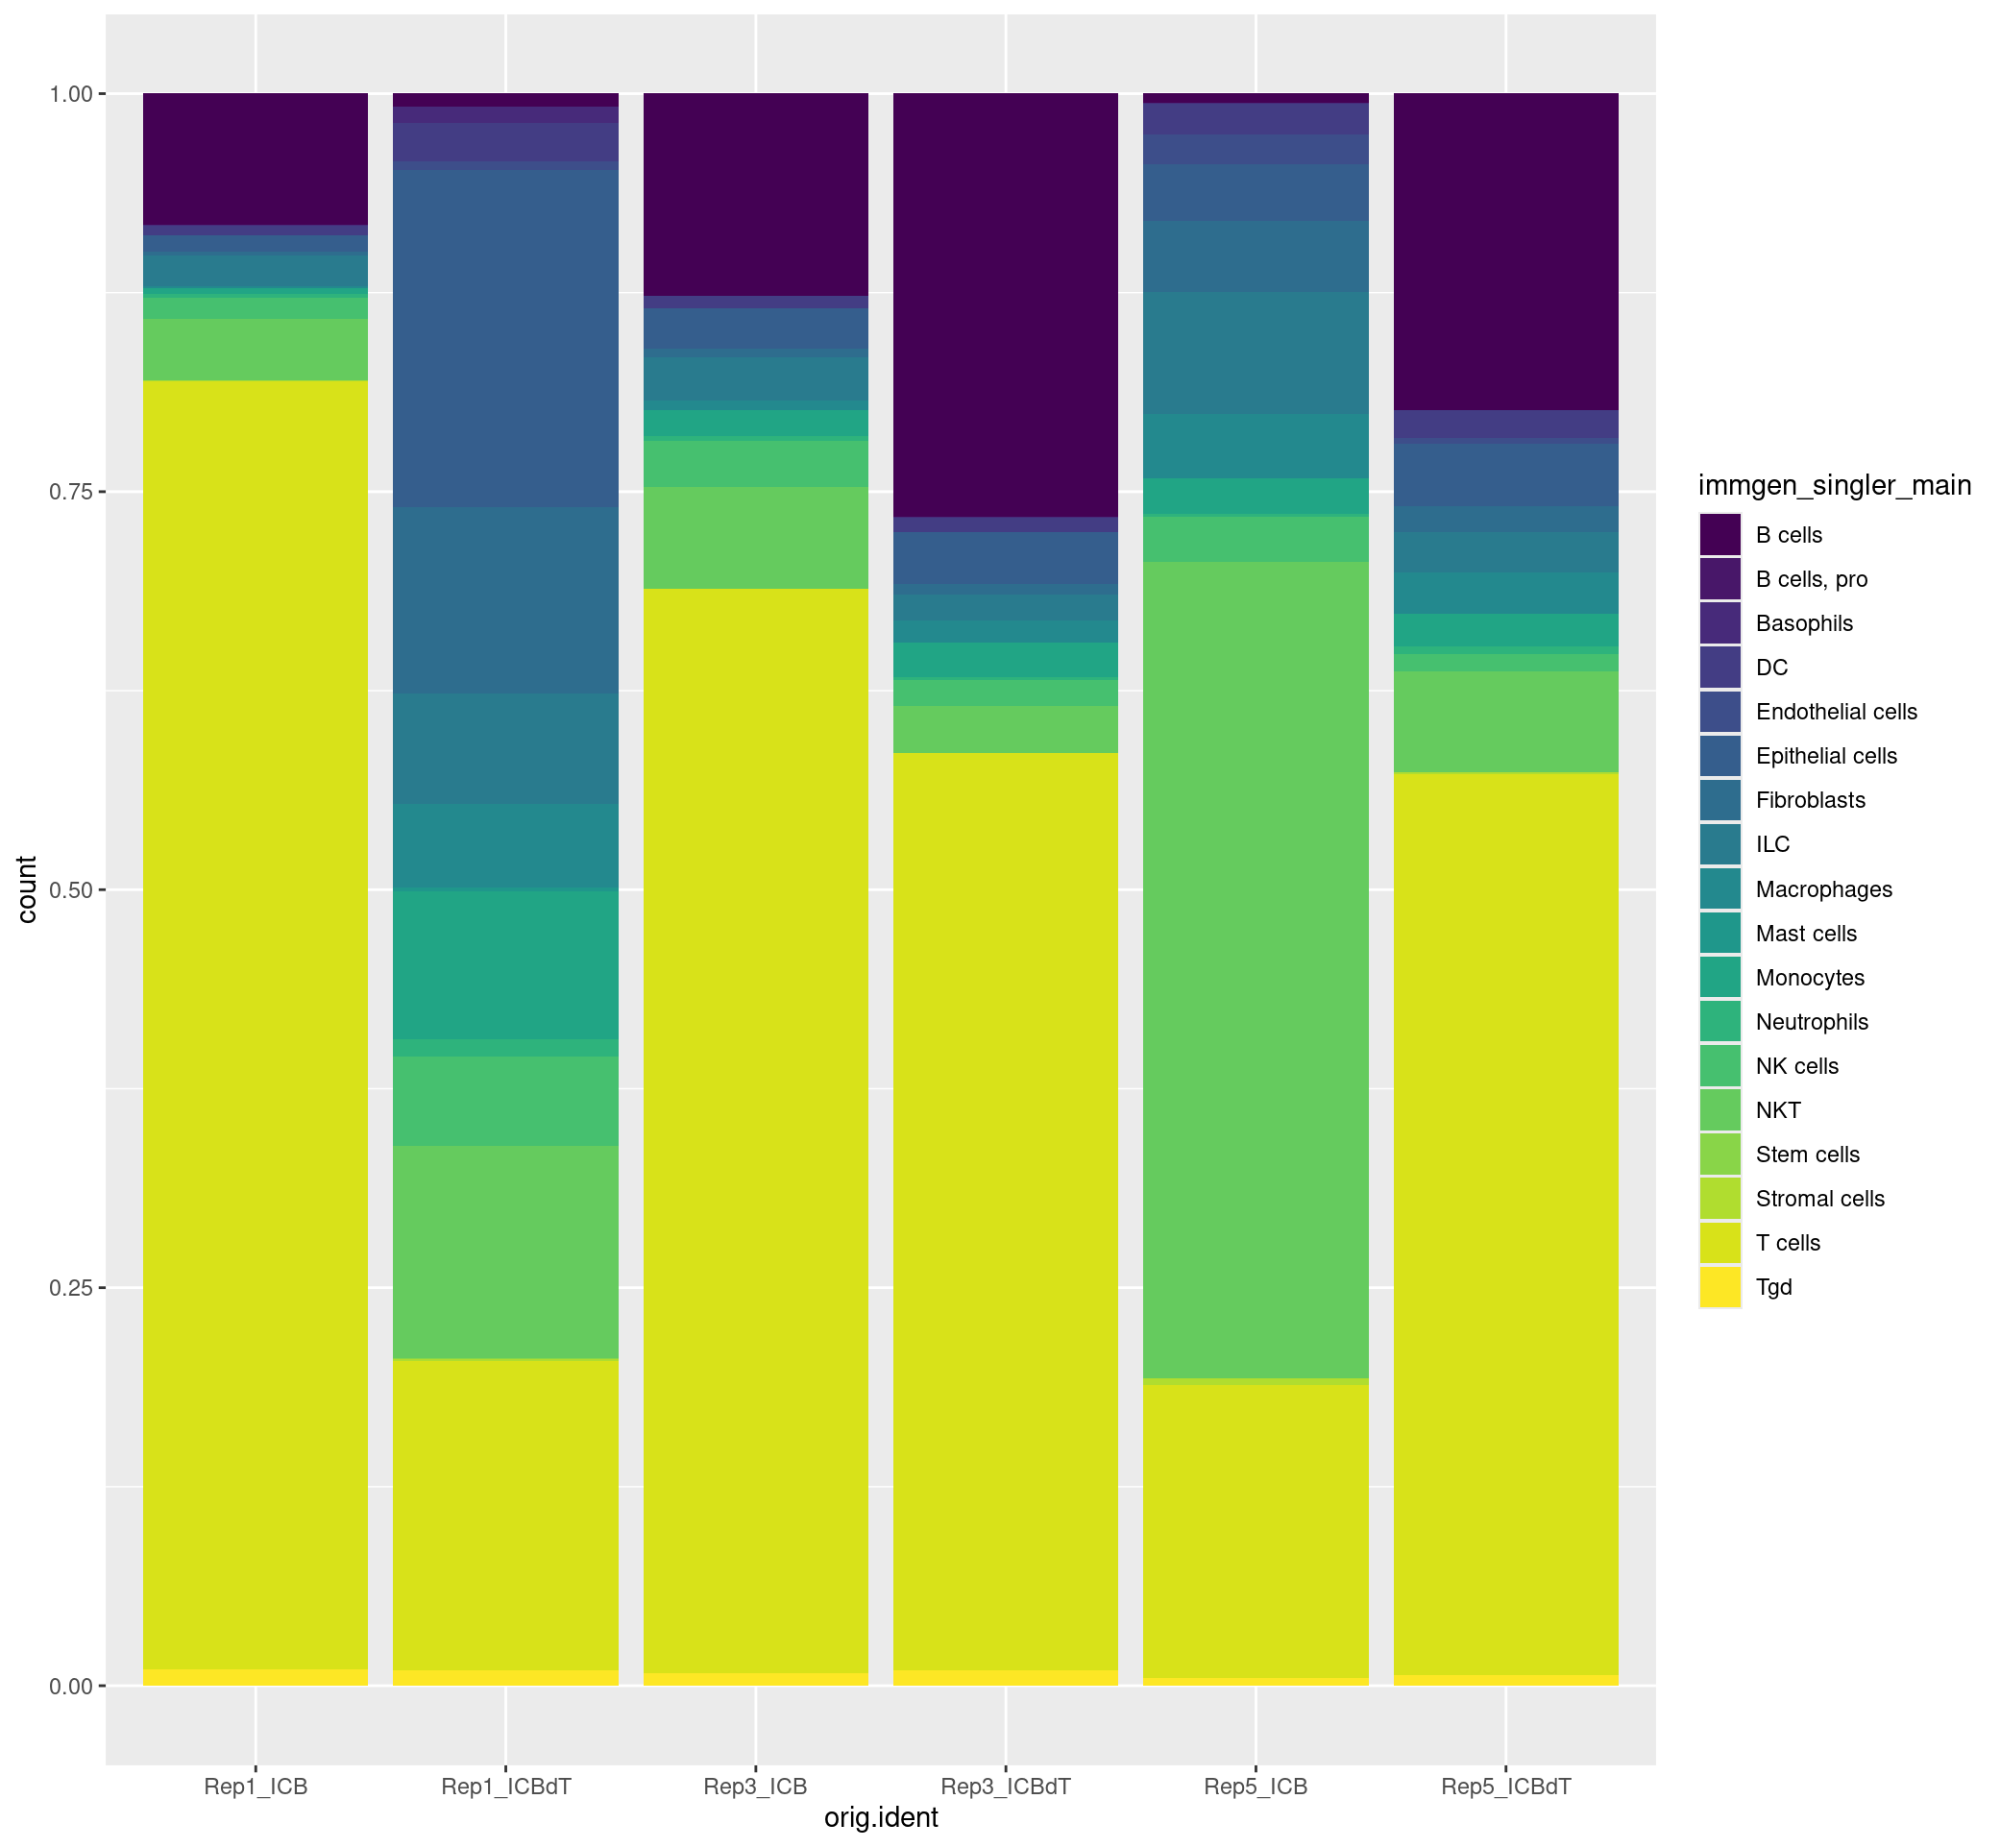 1.00
0.75
0.50
0.25
0.00
count
Rep1_ICB
Rep1_ICBdT
Rep3_ICB
Rep3_ICBdT
Rep5_ICB
Rep5_ICBdT
orig.ident
immgen_singler_main
B cells
B cells, pro
Basophils
DC
Endothelial cells
Epithelial cells
Fibroblasts
ILC
Macrophages
Mast cells
Monocytes
Neutrophils
NK cells
NKT
Stem cells
Stromal cells
T cells
Tgd